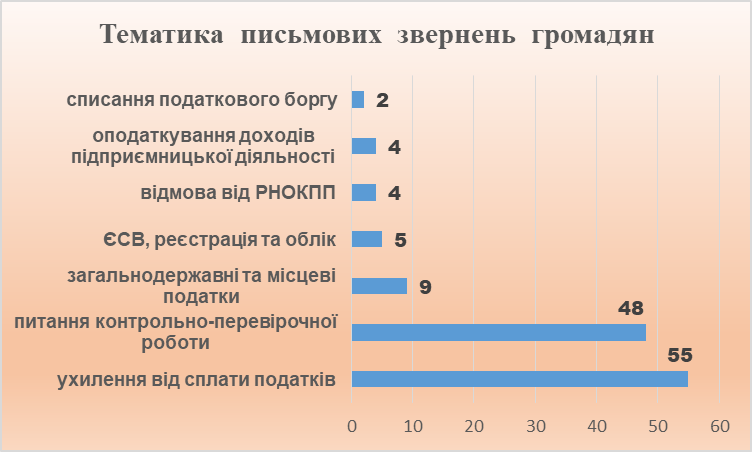 Тематика письмових звернень громадян
списання податкового боргу
2
оподаткування доходів
підприємницької діяльності
4
відмова від РНОКПП
4
ЄСВ, реєстрація та облік
5
загальнодержавні та місцеві
податки
9
питання контрольно-перевірочної
роботи
48
ухилення від сплати податків
55
0 10 20 30 40 50 60